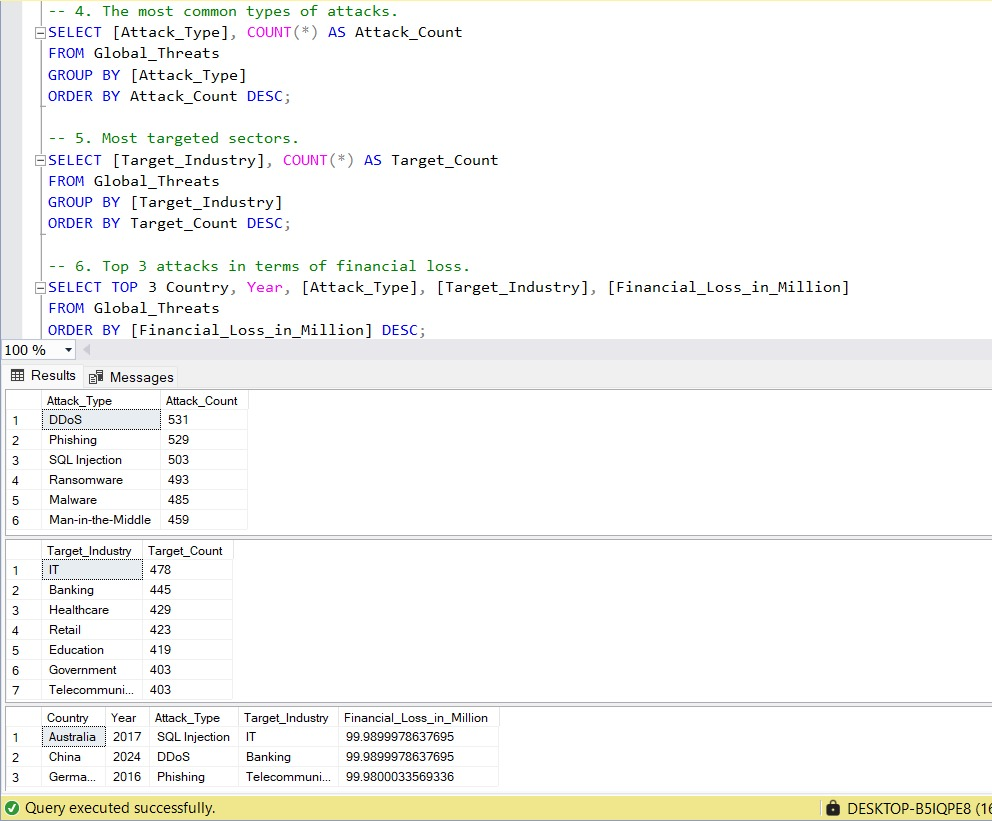 -- 4. The most common types of attacks.
SELECT [Attack_Type], COUNT(*) AS Attack_Count
FROM Global_Threats
GROUP BY [Attack_Type]
ORDER BY Attack_Count DESC;
-- 5. Most targeted sectors.
SELECT [Target_Industry], COUNT(*) AS Target_Count
FROM Global_Threats
GROUP BY [Target_Industry]
ORDER BY Target_Count DESC;
-- 6. Top 3 attacks in terms of financial loss.
SELECT TOP 3 Country, Year, [Attack_Type], [Target_Industry], [Financial_Loss_in_Million]
FROM Global_Threats
ORDER BY [Financial_Loss_in_Million] DESC;
100 %
Results Messages
Attack_Type Attack_Count
1 DDoS 531
2 Phishing 529
3 SQL Injection 503
4 Ransomware 493
5 Malware 485
6 Man-in-the-Middle 459
Target_Industry Target_Count
1 IT 478
2 Banking 445
3 Healthcare 429
4 Retail 423
5 Education 419
6 Government 403
7 Telecommuni... 403
Country Year Attack_Type Target_Industry Financial_Loss_in_Million
1 Australia 2017 SQL Injection IT 99.9899978637695
2 China 2024 DDoS Banking 99.9899978637695
3 Germa... 2016 Phishing Telecommuni... 99.9800033569336
Query executed successfully. DESKTOP-B5IQPE8 (16